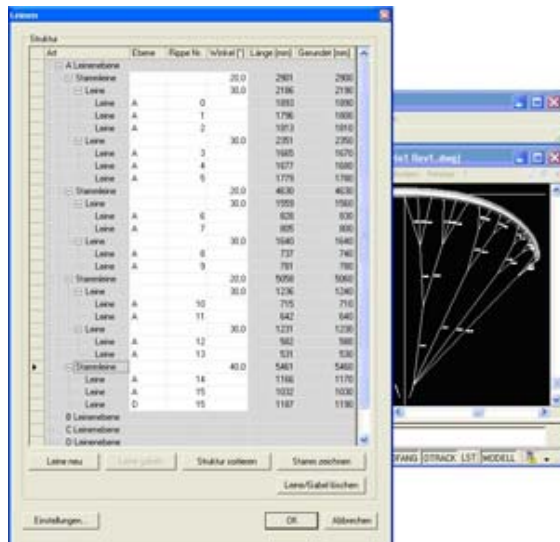 Leinen
Struktur
Art Ebene Rippe Nr. Winkel [°] Länge [mm] Gerundet [mm]
A Leinenebene
Stammleine 20,0 2901 2900
Leine 30,0 2186 2190
Leine A 0 1893 1890
Leine A 1 1796 1800
Leine A 2 1813 1810
Leine 30,0 2351 2350
Leine A 3 1665 1670
Leine A 4 1677 1680
Leine A 5 1779 1780
Stammleine 20,0 4630 4630
Leine 30,0 1559 1560
Leine A 6 828 830
Leine A 7 805 800
Leine 30,0 1640 1640
Leine A 8 737 740
Leine A 9 781 780
Stammleine 20,0 5058 5060
Leine 30,0 1236 1240
Leine A 10 715 710
Leine A 11 642 640
Leine 30,0 1231 1230
Leine A 12 582 580
Leine A 13 531 530
Stammleine 40,0 5461 5460
Leine A 14 1166 1170
Leine A 15 1032 1030
Leine D 15 1187 1190
B Leinenebene
C Leinenebene
D Leinenebene
Leine neu
Struktur sortieren
Stamm zeichnen
Leine/Gabel löschen
Einstellungen...
OK
Abbrechen
Rev1.dwg]
OFANG OTRACK LST MODELL